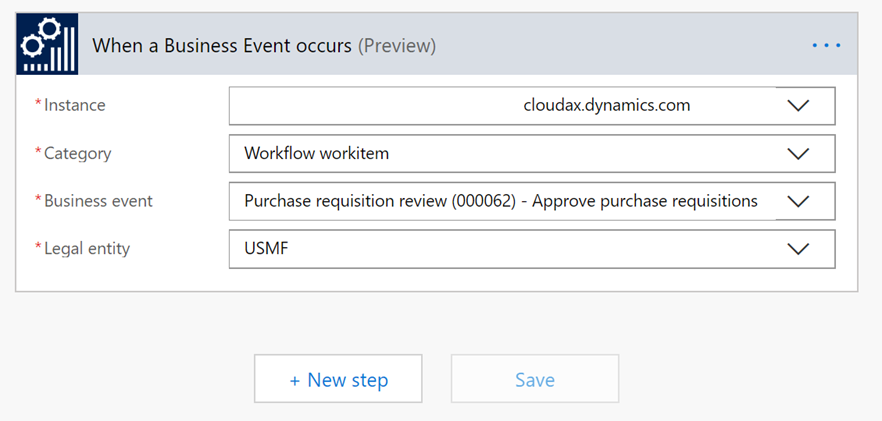 When a Business Event occurs (Preview)
* Instance cloudax.dynamics.com
* Category Workflow workitem
* Business event Purchase requisition review (000062) - Approve purchase requisitions
* Legal entity USMF
+ New step Save